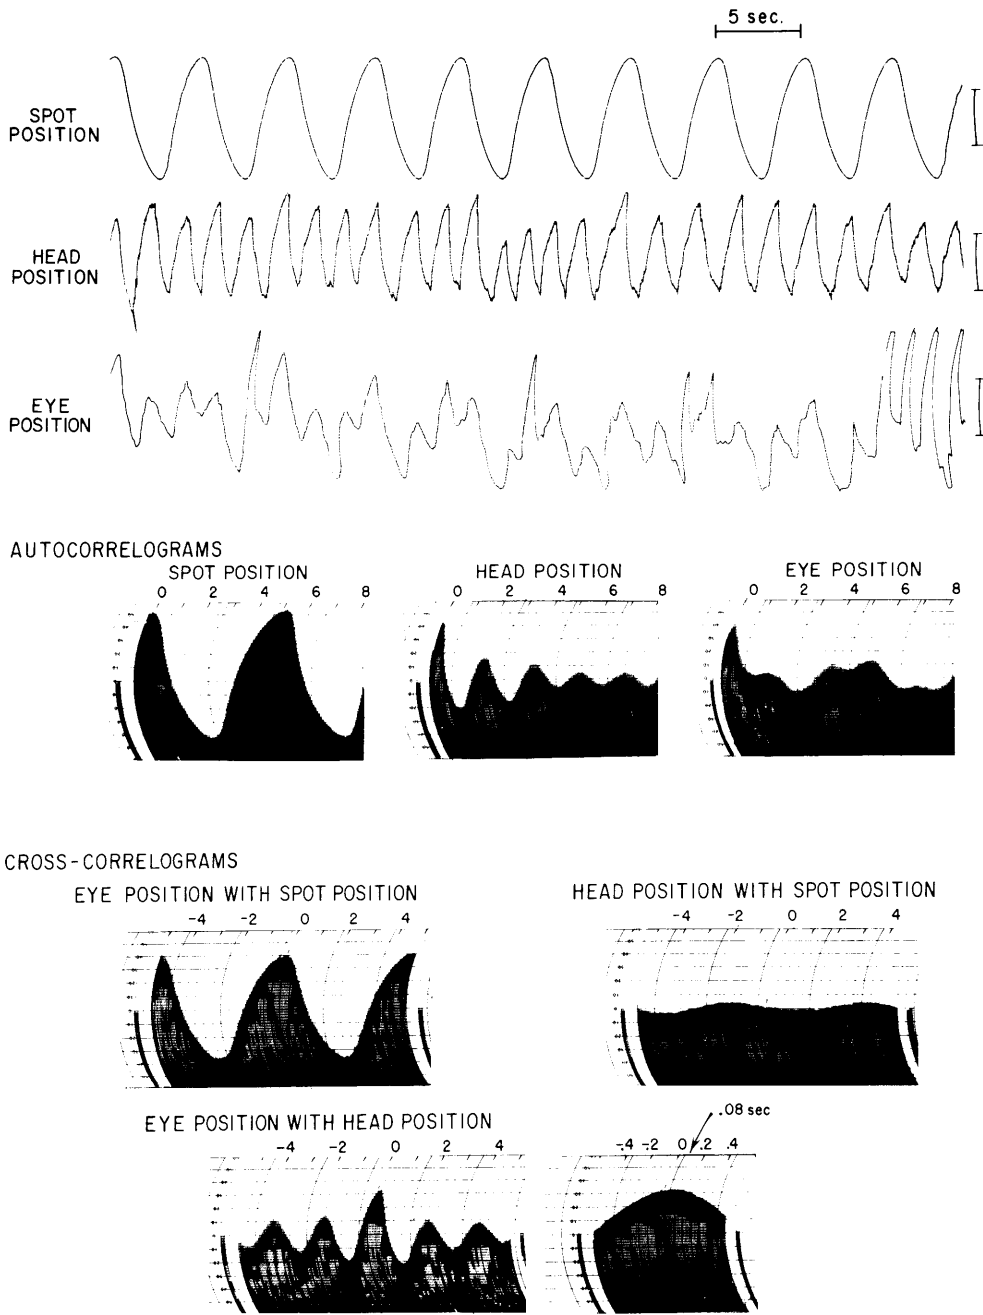 5 sec.
SPOT
POSITION
HEAD
POSITION
EYE
POSITION
AUTOCORRELOGRAMS
SPOT POSITION
0 2 4 6 8
HEAD POSITION
0 2 4 6 8
EYE POSITION
0 2 4 6 8
CROSS-CORRELOGRAMS
EYE POSITION WITH SPOT POSITION
-4 -2 0 2 4
HEAD POSITION WITH SPOT POSITION
-4 -2 0 2 4
EYE POSITION WITH HEAD POSITION
-4 -2 0 2 4
.08 sec
-.4 -.2 0 .2 .4